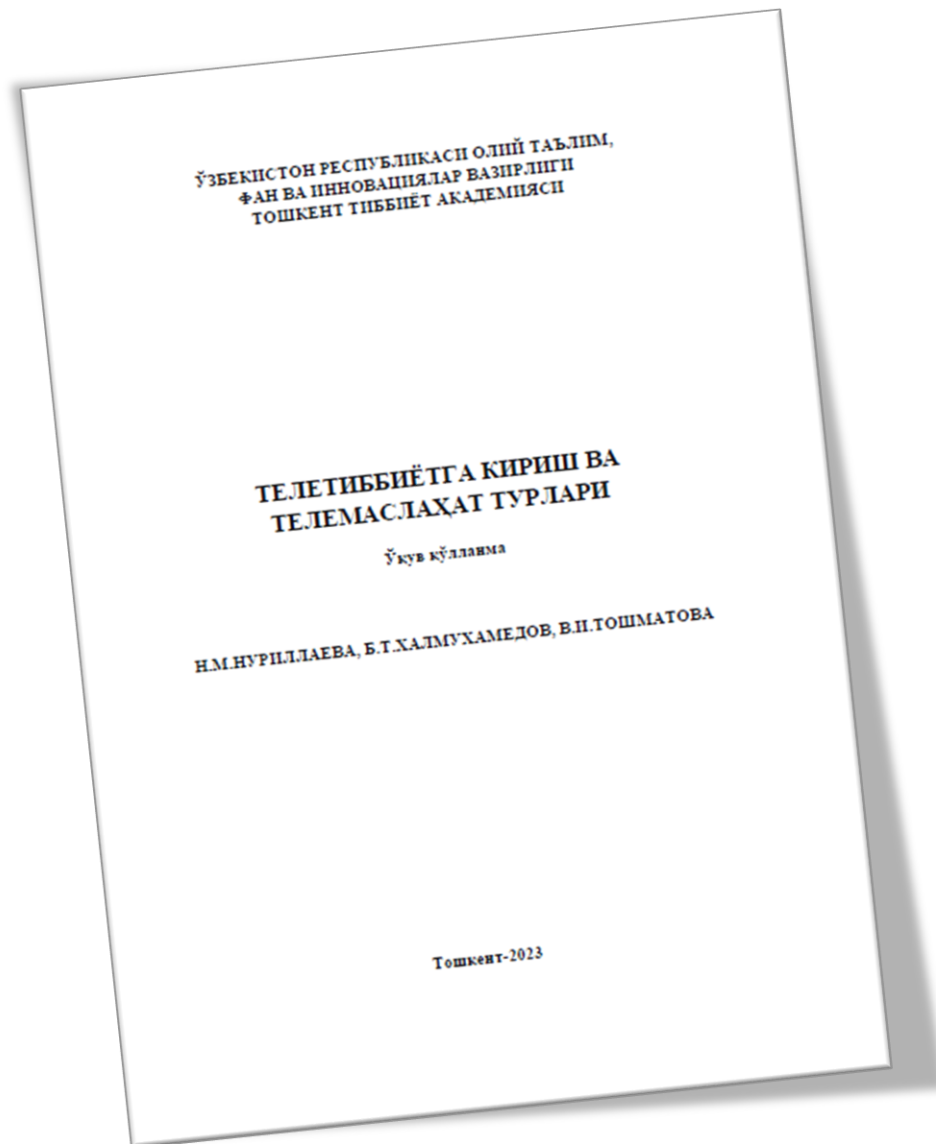 ЎЗБЕКИСТОН РЕСПУБЛИКАСИ ОЛИЙ ТАЪЛИМ,
ФАН ВА ИННОВАЦИЯЛАР ВАЗИРЛИГИ
ТОШКЕНТ ТИББИЁТ АКАДЕМИЯСИ
ТЕЛЕТИББИЁТГА КИРИШ ВА
ТЕЛЕМАСЛАҲАТ ТУРЛАРИ
Ўқув қўлланма
Н.М.НУРИЛЛАЕВА, Б.Т.ХАЛМУХАМЕДОВ, В.И.ТОШМАТОВА
Тошкент-2023